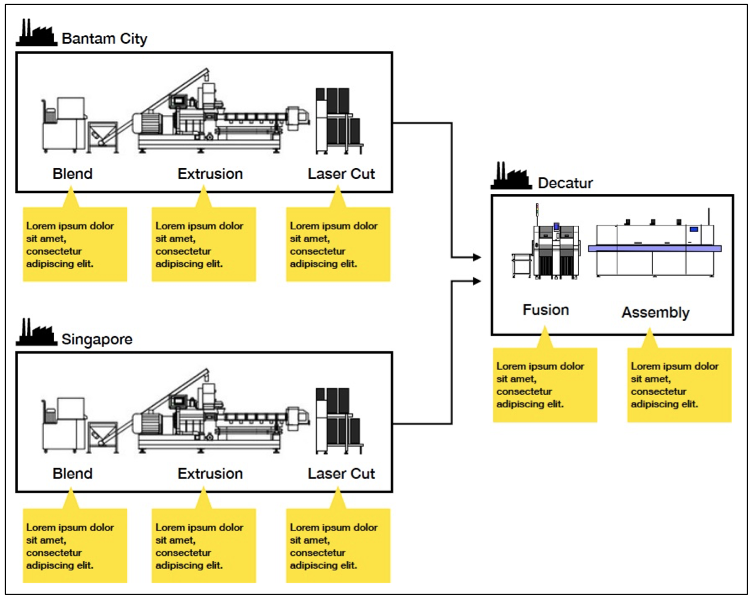 Bantam City
Blend
Extrusion
Laser Cut
Lorem ipsum dolor
sit amet,
consectetur
adipiscing elit.
Lorem ipsum dolor
sit amet,
consectetur
adipiscing elit.
Lorem ipsum dolor
sit amet,
consectetur
adipiscing elit.
Singapore
Blend
Extrusion
Laser Cut
Lorem ipsum dolor
sit amet,
consectetur
adipiscing elit.
Lorem ipsum dolor
sit amet,
consectetur
adipiscing elit.
Lorem ipsum dolor
sit amet,
consectetur
adipiscing elit.
Decatur
Fusion
Assembly
Lorem ipsum dolor
sit amet,
consectetur
adipiscing elit.
Lorem ipsum dolor
sit amet,
consectetur
adipiscing elit.